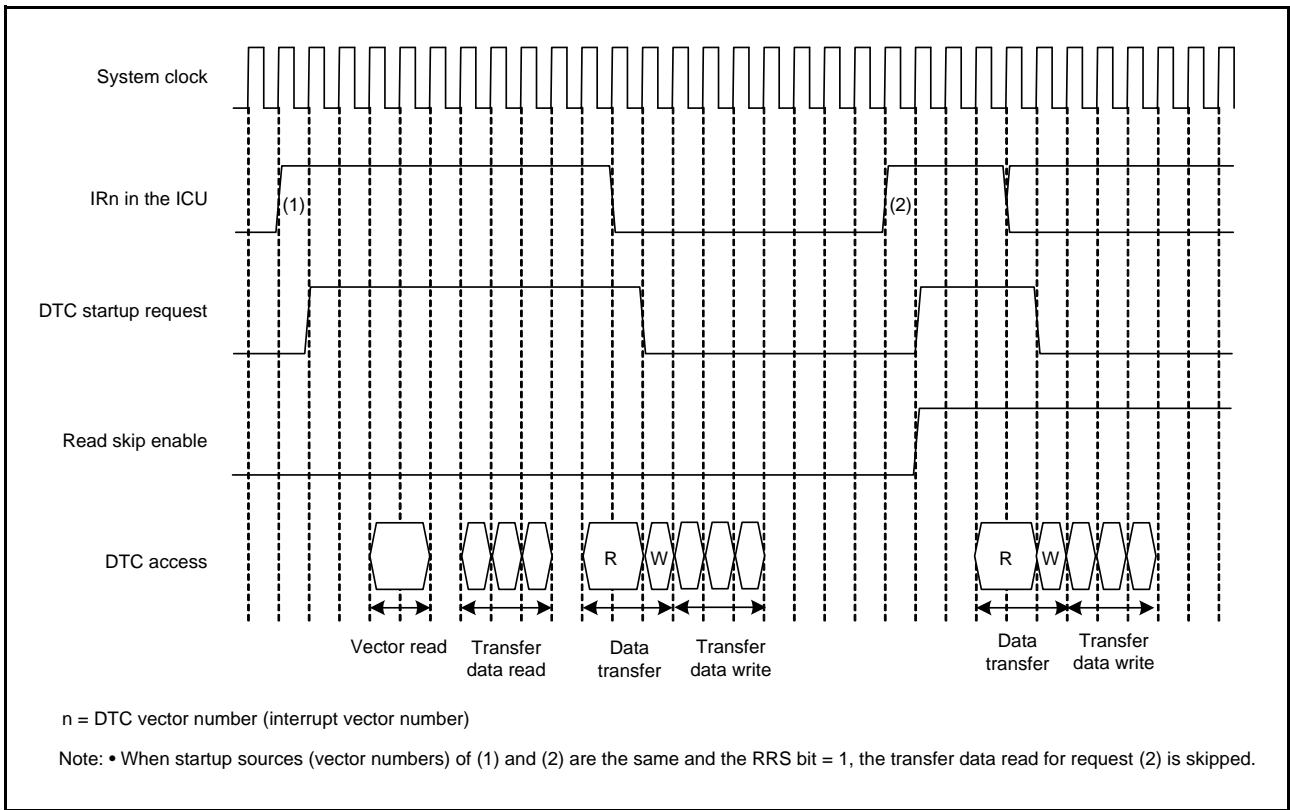 System clock
IRn in the ICU
(1)
(2)
DTC startup request
Read skip enable
DTC access
R
W
R
W
Vector read
Transfer
data read
Data
transfer
Transfer
data write
Data
transfer
Transfer
data write
n = DTC vector number (interrupt vector number)
Note: • When startup sources (vector numbers) of (1) and (2) are the same and the RRS bit = 1, the transfer data read for request (2) is skipped.